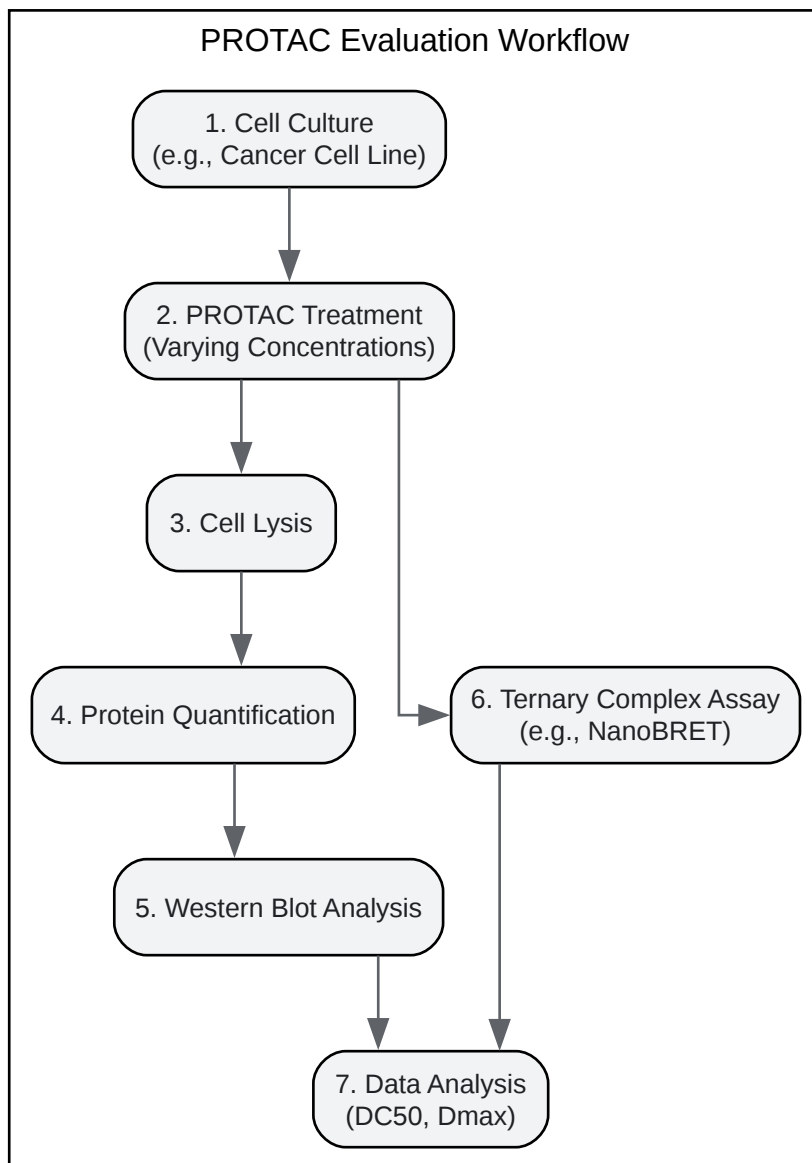 PROTAC Evaluation Workflow
1. Cell Culture
(e.g., Cancer Cell Line)
2. PROTAC Treatment
(Varying Concentrations)
3. Cell Lysis
4. Protein Quantification
6. Ternary Complex Assay
(e.g., NanoBRET)
5. Western Blot Analysis
7. Data Analysis
(DC50, Dmax)